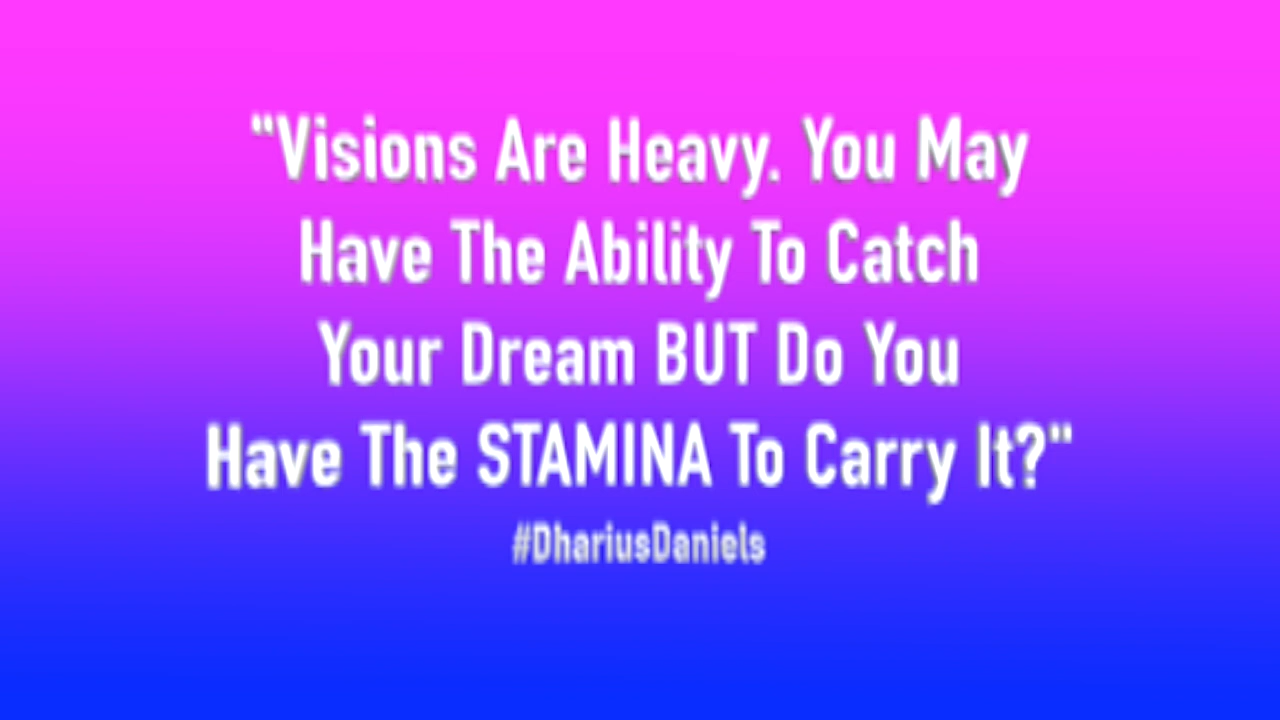 "Visions Are Heavy. You May
Have The Ability To Catch
Your Dream BUT Do You
Have The STAMINA To Carry It?"
#DhariusDaniels